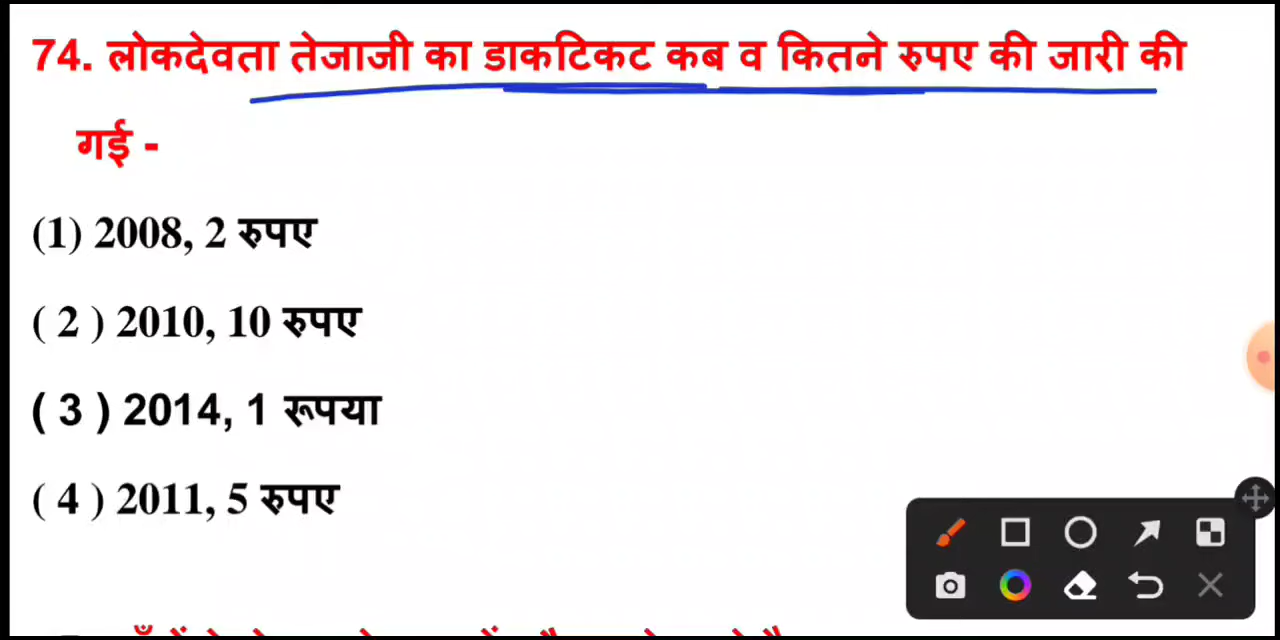 74. लोकदेवता तेजाजी का डाकटिकट कब व कितने रुपए की जारी की
गई -
(1) 2008, 2 रुपए
( 2 ) 2010, 10 रुपए
( 3 ) 2014, 1 रूपया
( 4 ) 2011, 5 रुपए